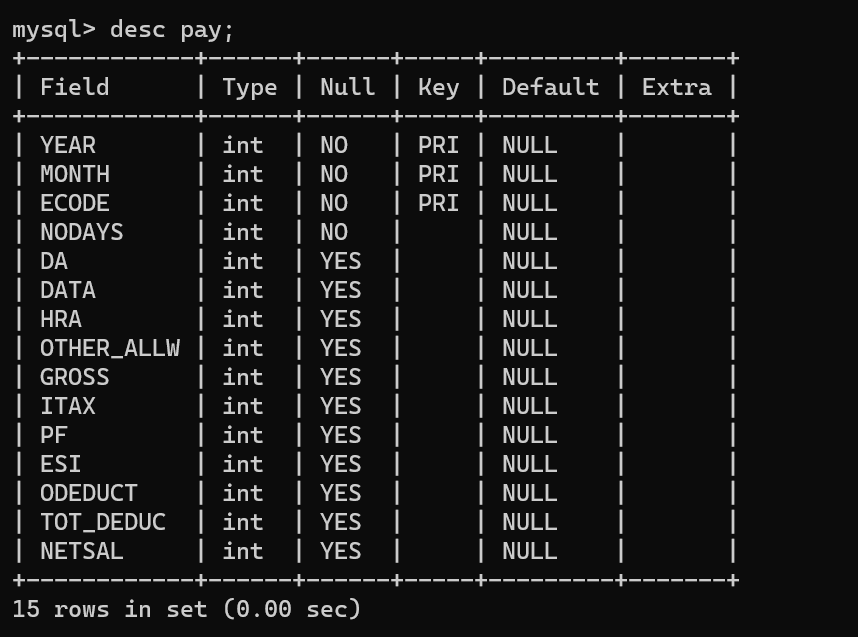 mysql> desc pay;
+------------+------+------+-----+---------+-------+
| Field      | Type | Null | Key | Default | Extra |
+------------+------+------+-----+---------+-------+
| YEAR       | int  | NO   | PRI | NULL    |       |
| MONTH      | int  | NO   | PRI | NULL    |       |
| ECODE      | int  | NO   | PRI | NULL    |       |
| NODAYS     | int  | NO   |     | NULL    |       |
| DA         | int  | YES  |     | NULL    |       |
| DATA       | int  | YES  |     | NULL    |       |
| HRA        | int  | YES  |     | NULL    |       |
| OTHER_ALLW | int  | YES  |     | NULL    |       |
| GROSS      | int  | YES  |     | NULL    |       |
| ITAX       | int  | YES  |     | NULL    |       |
| PF         | int  | YES  |     | NULL    |       |
| ESI        | int  | YES  |     | NULL    |       |
| ODEDUCT    | int  | YES  |     | NULL    |       |
| TOT_DEDUC  | int  | YES  |     | NULL    |       |
| NETSAL     | int  | YES  |     | NULL    |       |
+------------+------+------+-----+---------+-------+
15 rows in set (0.00 sec)